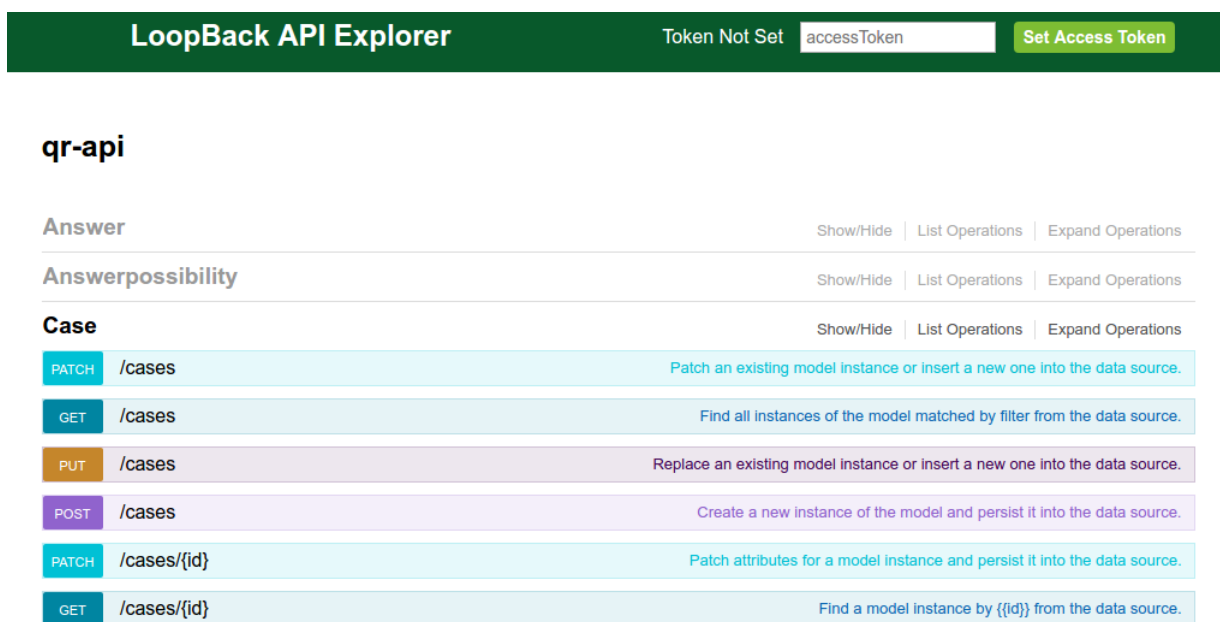 LoopBack API Explorer Token Not Set accessToken Set Access Token
qr-api
Answer Show/Hide List Operations Expand Operations
Answerpossibility Show/Hide List Operations Expand Operations
Case Show/Hide List Operations Expand Operations
PATCH /cases Patch an existing model instance or insert a new one into the data source.
GET /cases Find all instances of the model matched by filter from the data source.
PUT /cases Replace an existing model instance or insert a new one into the data source.
POST /cases Create a new instance of the model and persist it into the data source.
PATCH /cases/{id} Patch attributes for a model instance and persist it into the data source.
GET /cases/{id} Find a model instance by {{id}} from the data source.